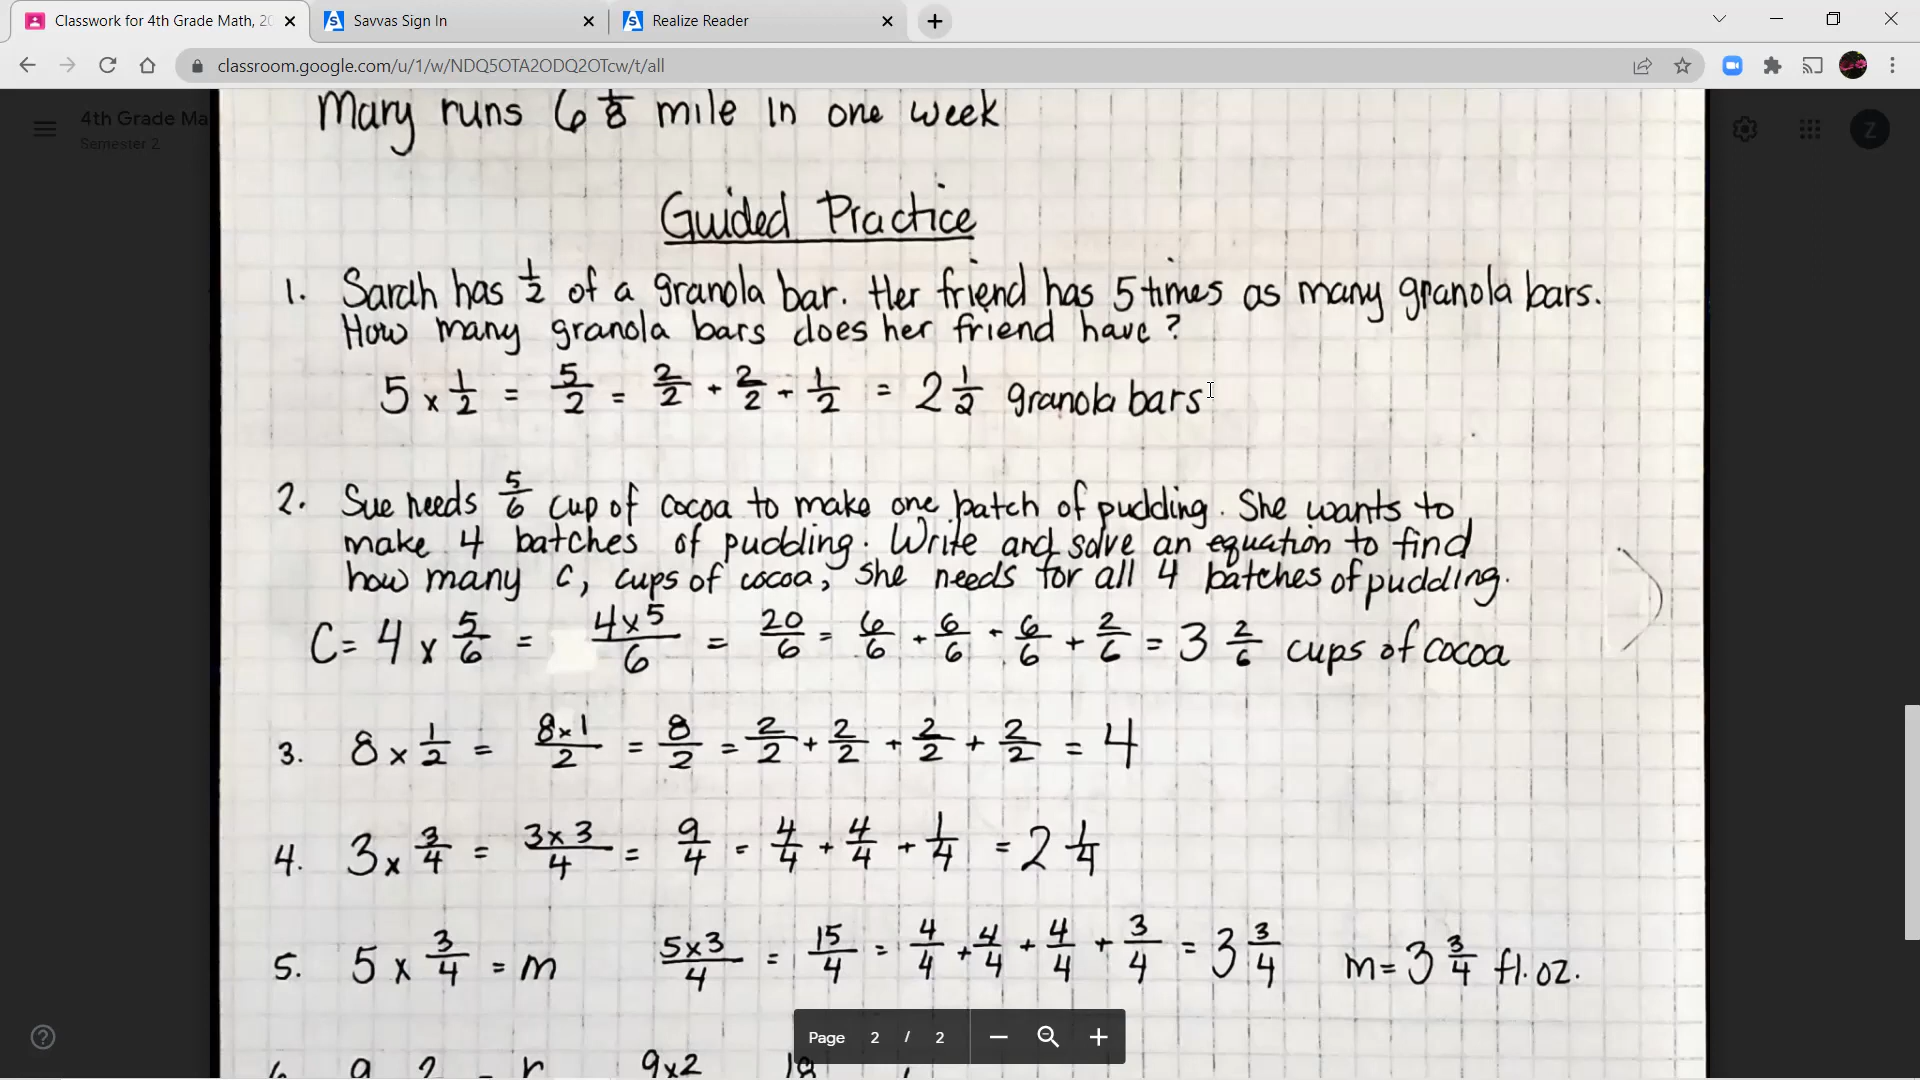 Classwork for 4th Grade Math, 20
Savvas Sign In
Realize Reader
classroom.google.com/u/1/w/NDQ5OTA2ODQ2OTcw/t/all
4th Grade Ma
Semester 2
Z
Mary runs 6 1/8 mile in one week
Guided Practice
1. Sarah has 1/2 of a granola bar. Her friend has 5 times as many granola bars.
How many granola bars does her friend have?
5 x 1/2 = 5/2 = 2/2 + 2/2 + 1/2 = 2 1/2 granola bars
2. Sue needs 5/6 cup of cocoa to make one batch of pudding. She wants to
make 4 batches of pudding. Write and solve an equation to find
how many c, cups of cocoa, she needs for all 4 batches of pudding.
C = 4 x 5/6 = 4x5/6 = 20/6 = 6/6 + 6/6 + 6/6 + 2/6 = 3 2/6 cups of cocoa
3. 8 x 1/2 = 8x1/2 = 8/2 = 2/2 + 2/2 + 2/2 + 2/2 = 4
4. 3 x 3/4 = 3x3/4 = 9/4 = 4/4 + 4/4 + 1/4 = 2 1/4
5. 5 x 3/4 = m 5x3/4 = 15/4 = 4/4 + 4/4 + 4/4 + 3/4 = 3 3/4 m = 3 3/4 fl. oz.
9x2 18
Page 2 / 2